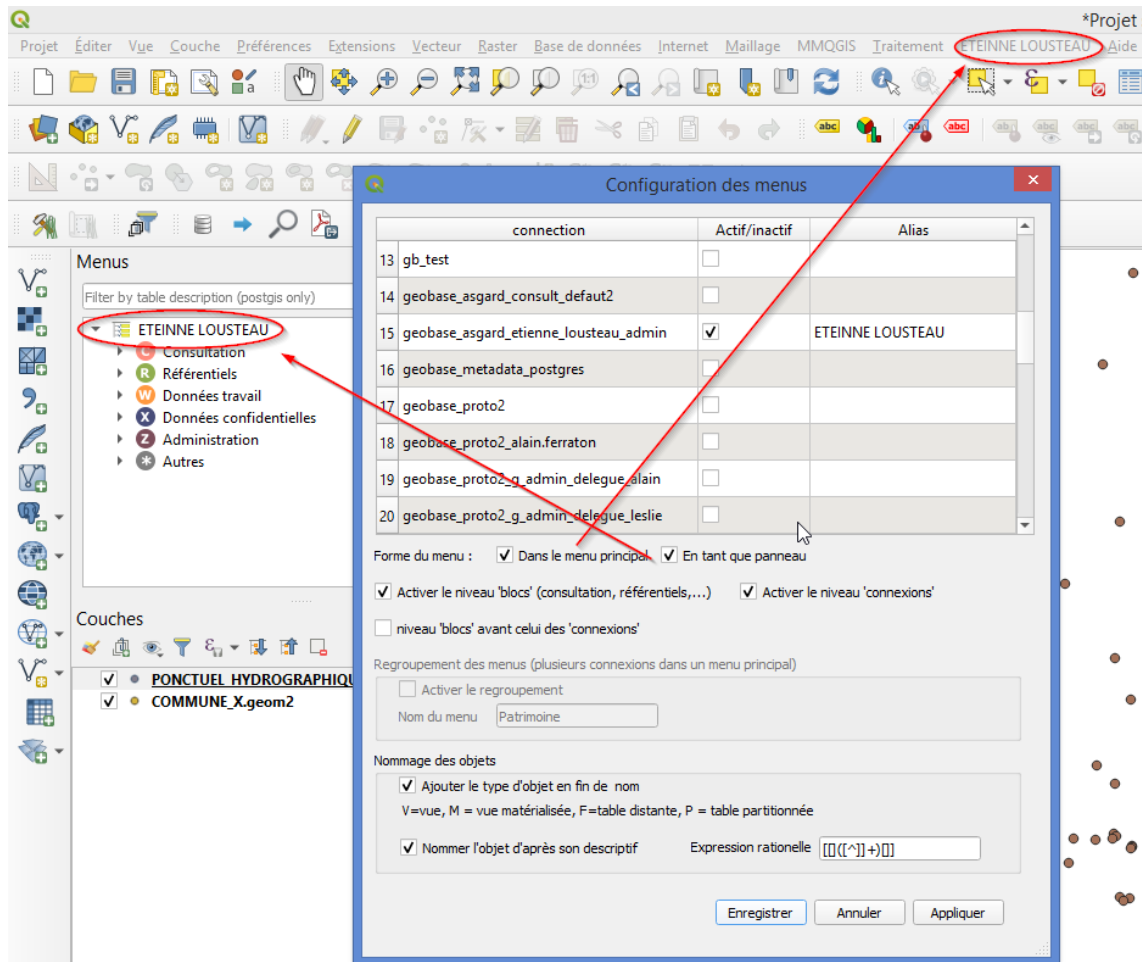 *Projet
Projet Éditer Vue Couche Préférences Extensions Vecteur Raster Base de données Internet Maillage MMQGIS Traitement ETEINNE LOUSTEAU Aide
abc abc abc abc abc abc abc
Configuration des menus
connection Actif/inactif Alias
13 gb_test
14 geobase_asgard_consult_defaut2
15 geobase_asgard_etienne_lousteau_admin ETEINNE LOUSTEAU
16 geobase_metadata_postgres
17 geobase_proto2
18 geobase_proto2_alain.ferraton
19 geobase_proto2_g_admin_delegue_alain
20 geobase_proto2_g_admin_delegue_leslie
Forme du menu : Dans le menu principal En tant que panneau
Activer le niveau 'blocs' (consultation, référentiels,...) Activer le niveau 'connexions'
niveau 'blocs' avant celui des 'connexions'
Regroupement des menus (plusieurs connexions dans un menu principal)
Activer le regroupement
Nom du menu Patrimoine
Nommage des objets
Ajouter le type d'objet en fin de nom
V=vue, M = vue matérialisée, F=table distante, P = table partitionnée
Nommer l'objet d'après son descriptif Expression rationelle [[]([^]]+)[]]
Enregistrer Annuler Appliquer
Menus
Filter by table description (postgis only)
ETEINNE LOUSTEAU
C Consultation
R Référentiels
W Données travail
X Données confidentielles
Z Administration
* Autres
Couches
PONCTUEL_HYDROGRAPHIQU
COMMUNE_X.geom2